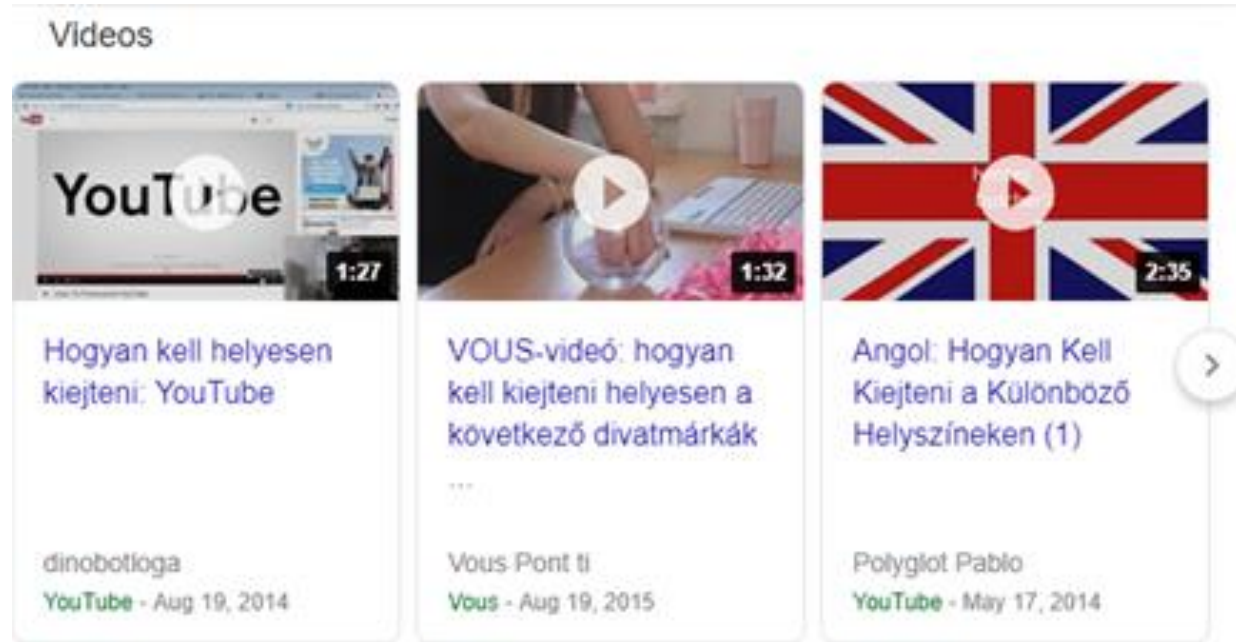 Videos
YouTube
1:27
Hogyan kell helyesen
kiejteni: YouTube
dinobotloga
YouTube - Aug 19, 2014
1:32
VOUS-videó: hogyan
kell kiejteni helyesen a
következő divatmárkák
...
Vous Pont ti
Vous - Aug 19, 2015
2:35
Angol: Hogyan Kell
Kiejteni a Különböző
Helyszíneken (1)
Polyglot Pablo
YouTube - May 17, 2014